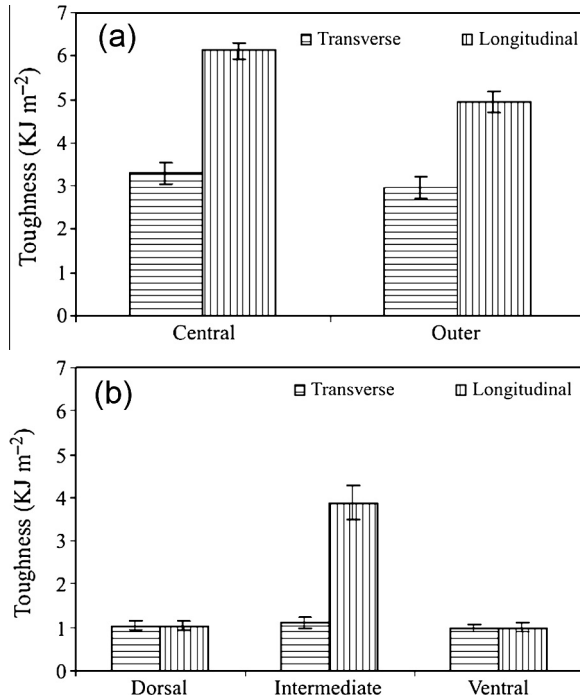 (a)
Transverse Longitudinal
Toughness (KJ m⁻²)
7
6
5
4
3
2
1
0
Central Outer
(b)
Transverse Longitudinal
Toughness (KJ m⁻²)
7
6
5
4
3
2
1
0
Dorsal Intermediate Ventral